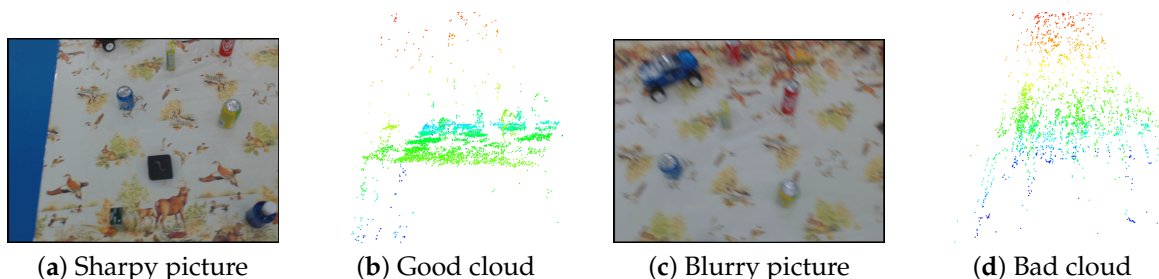 (a) Sharpy picture
(b) Good cloud
(c) Blurry picture
(d) Bad cloud